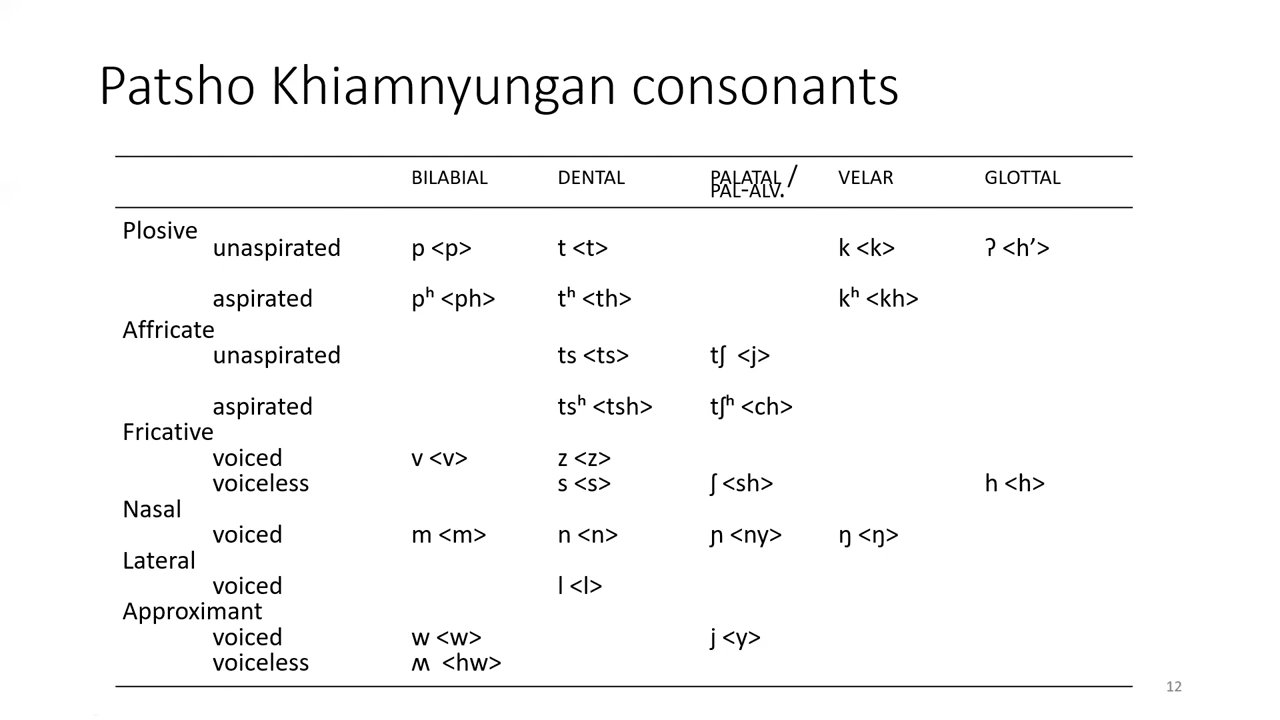 Patsho Khiamnyungan consonants
BILABIAL DENTAL PALATAL / VELAR GLOTTAL
PAL-ALV.
Plosive
unaspirated p <p> t <t> k <k> ʔ <h’>
aspirated pʰ <ph> tʰ <th> kʰ <kh>
Affricate
unaspirated ts <ts> tʃ <j>
aspirated tsʰ <tsh> tʃʰ <ch>
Fricative
voiced v <v> z <z>
voiceless s <s> ʃ <sh> h <h>
Nasal
voiced m <m> n <n> ɲ <ny> ŋ <ŋ>
Lateral
voiced l <l>
Approximant
voiced w <w> j <y>
voiceless ʍ <hw>
12